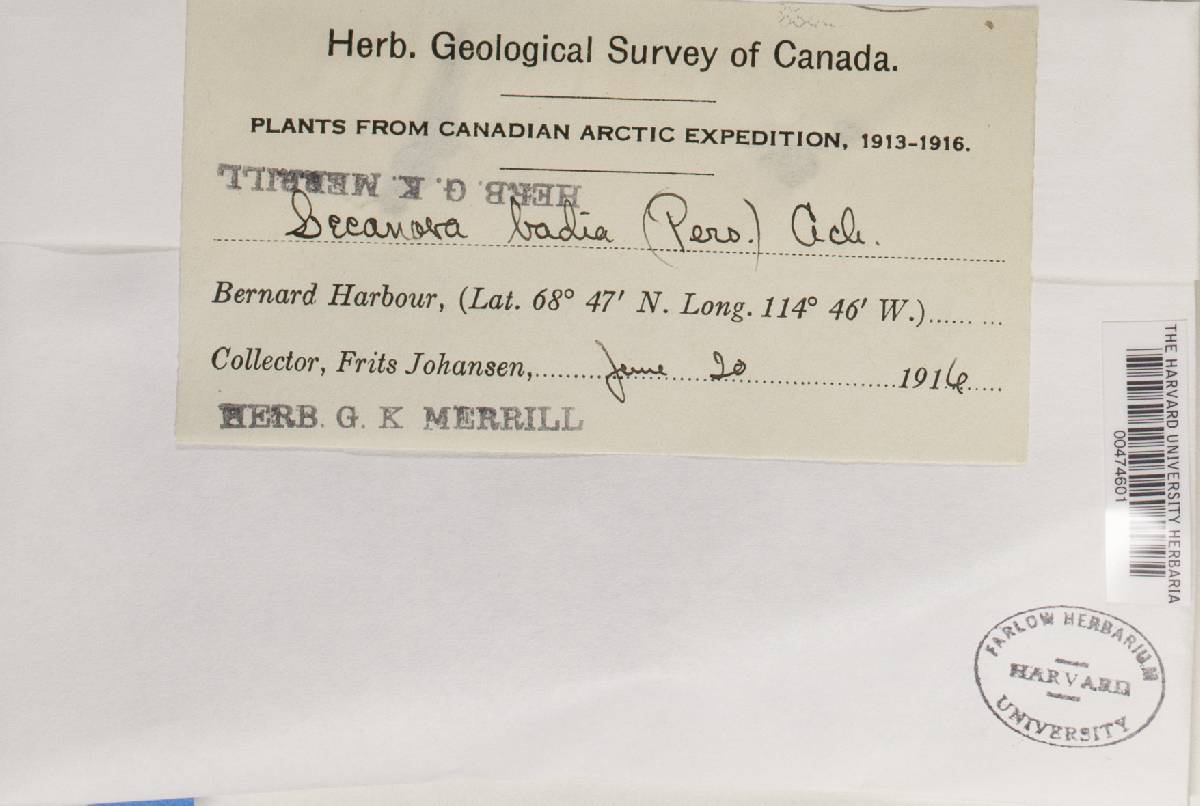 Herb. Geological Survey of Canada.
PLANTS FROM CANADIAN ARCTIC EXPEDITION, 1913-1916.
HERB. G. K. MERRILL
Lecanora badia (Pers.) Ach.
Bernard Harbour, (Lat. 68° 47' N. Long. 114° 46' W.)...... ...
Collector, Frits Johansen,.........June 20....................1916.....
HERB. G. K MERRILL
THE HARVARD UNIVERSITY HERBARIA
00474601
FARLOW HERBARIUM
HARVARD
UNIVERSITY